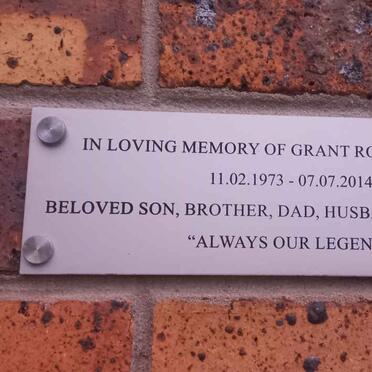 IN LOVING MEMORY OF GRANT RO
11.02.1973 - 07.07.2014
BELOVED SON, BROTHER, DAD, HUSB
“ALWAYS OUR LEGEN